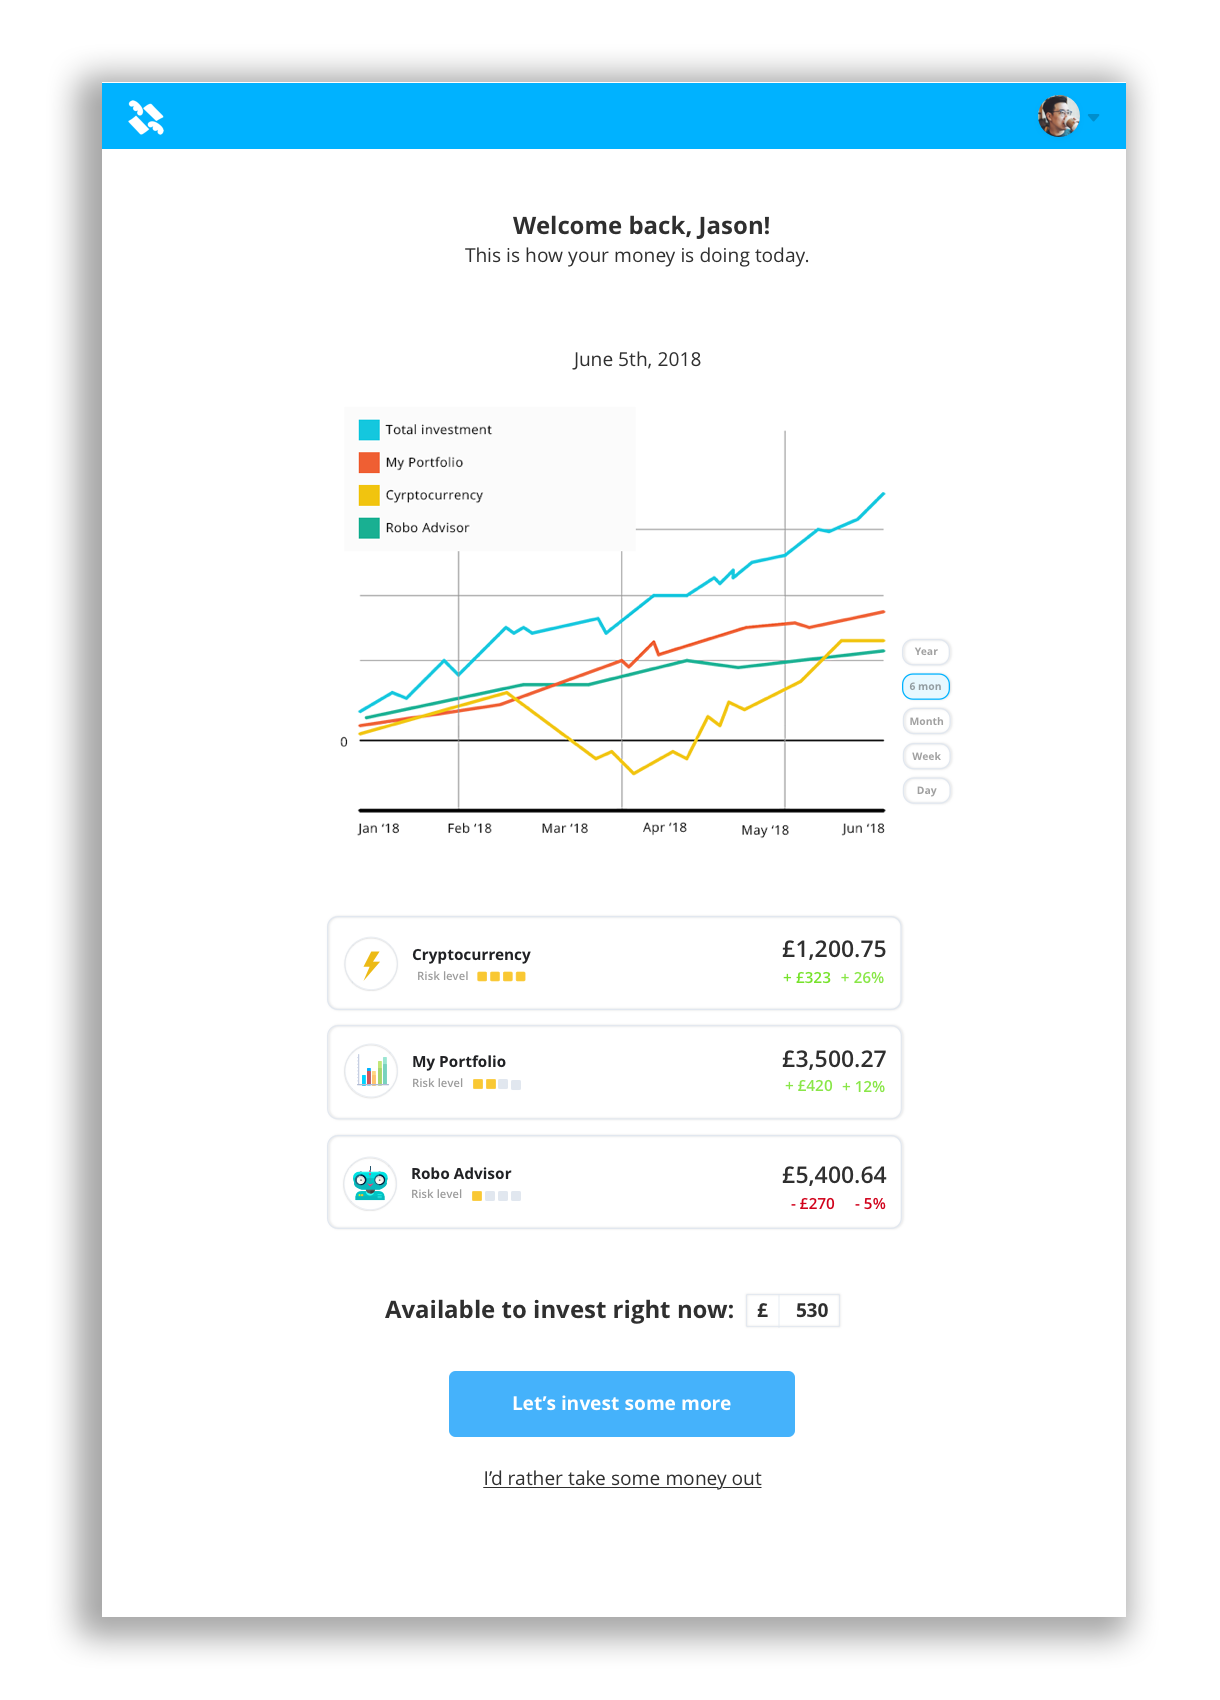 Welcome back, Jason!
This is how your money is doing today.
June 5th, 2018
Total investment
My Portfolio
Cyrptocurrency
Robo Advisor
0
Jan ‘18 Feb ‘18 Mar ‘18 Apr ‘18 May ‘18 Jun ‘18
Year
6 mon
Month
Week
Day
Cryptocurrency £1,200.75
Risk level + £323 + 26%
My Portfolio £3,500.27
Risk level + £420 + 12%
Robo Advisor £5,400.64
Risk level - £270 - 5%
Available to invest right now: £ 530
Let’s invest some more
I’d rather take some money out